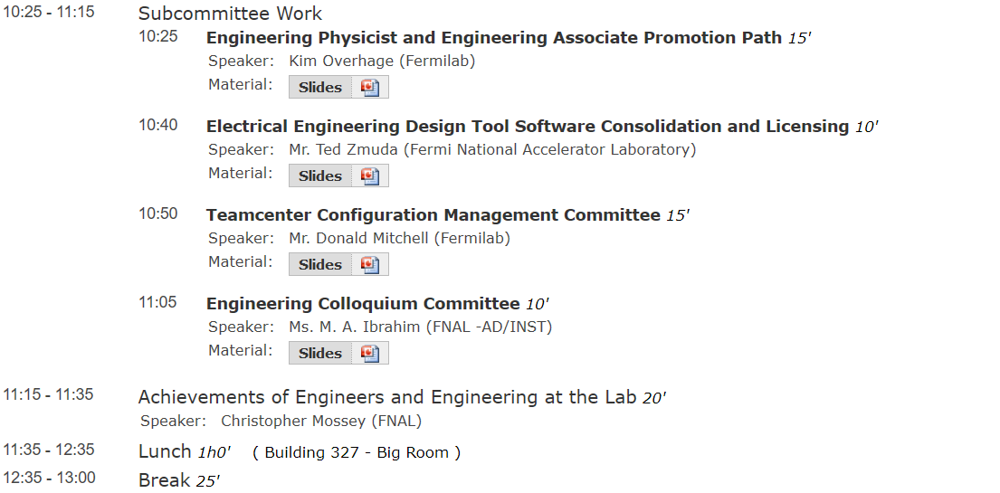 10:25 - 11:15 Subcommittee Work
10:25 Engineering Physicist and Engineering Associate Promotion Path 15'
Speaker: Kim Overhage (Fermilab)
Material: Slides
10:40 Electrical Engineering Design Tool Software Consolidation and Licensing 10'
Speaker: Mr. Ted Zmuda (Fermi National Accelerator Laboratory)
Material: Slides
10:50 Teamcenter Configuration Management Committee 15'
Speaker: Mr. Donald Mitchell (Fermilab)
Material: Slides
11:05 Engineering Colloquium Committee 10'
Speaker: Ms. M. A. Ibrahim (FNAL -AD/INST)
Material: Slides
11:15 - 11:35 Achievements of Engineers and Engineering at the Lab 20'
Speaker: Christopher Mossey (FNAL)
11:35 - 12:35 Lunch 1h0' ( Building 327 - Big Room )
12:35 - 13:00 Break 25'